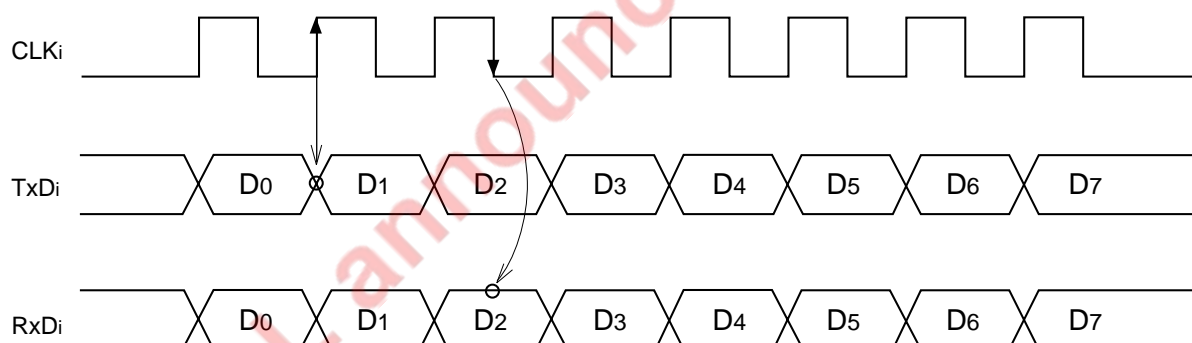 CLKi
TxDi D0 D1 D2 D3 D4 D5 D6 D7
RxDi D0 D1 D2 D3 D4 D5 D6 D7